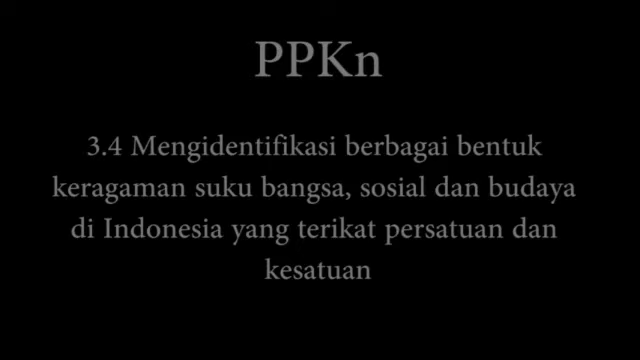 PPKn
3.4 Mengidentifikasi berbagai bentuk
keragaman suku bangsa, sosial dan budaya
di Indonesia yang terikat persatuan dan
kesatuan